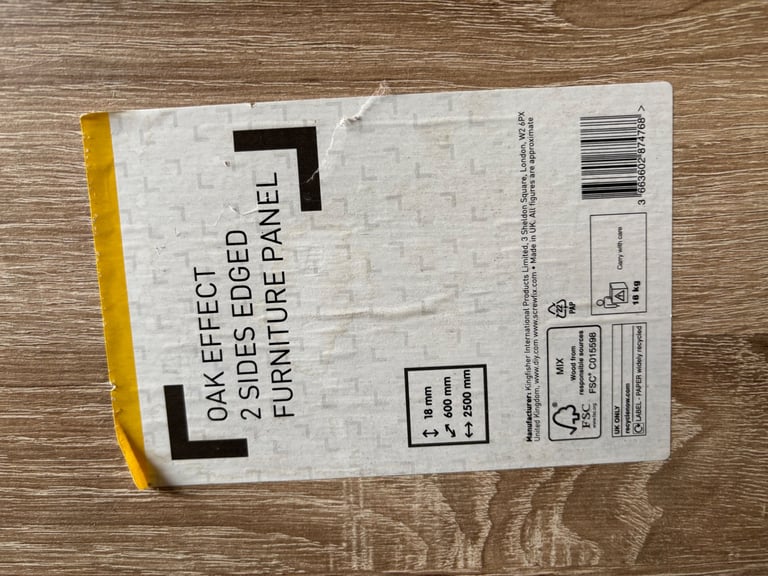 OAK EFFECT
2 SIDES EDGED
FURNITURE PANEL
18 mm
600 mm
2500 mm
Manufacturer: Kingfisher International Products Limited, 3 Sheldon Square, London, W2 6PX
United Kingdom, www.diy.com www.screwfix.com • Made in UK. All figures are approximate
FSC®
www.fsc.org
MIX
Wood from
responsible sources
FSC® C015598
22
PAP
UK ONLY
recyclenow.com
LABEL - PAPER widely recycled
Carry with care
18 kg
3 663602 874768 >